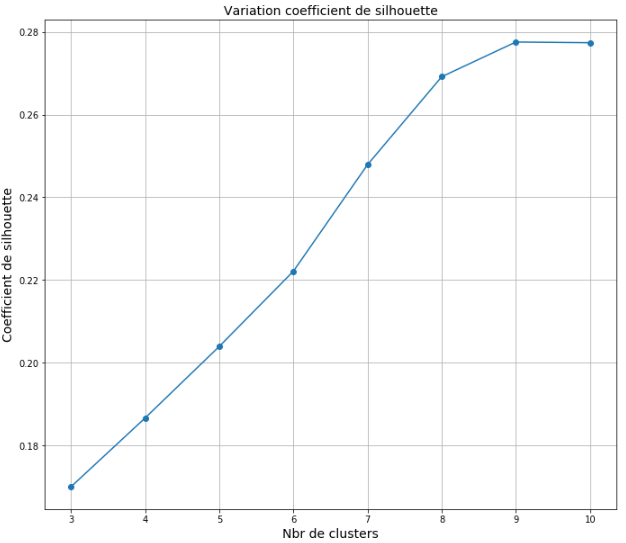 Variation coefficient de silhouette
0.28
0.26
0.24
0.22
0.20
0.18
Coefficient de silhouette
3 4 5 6 7 8 9 10
Nbr de clusters